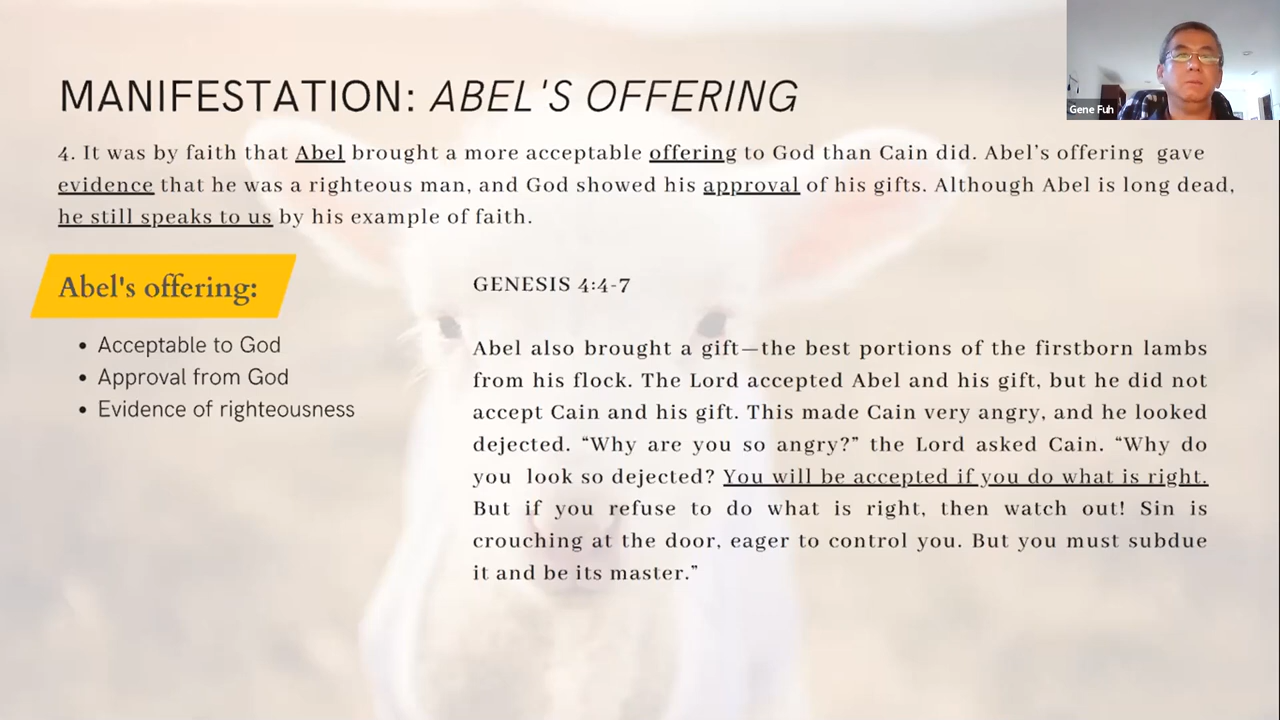 MANIFESTATION: ABEL'S OFFERING
Gene Fuh
4. It was by faith that Abel brought a more acceptable offering to God than Cain did. Abel's offering gave
evidence that he was a righteous man, and God showed his approval of his gifts. Although Abel is long dead,
he still speaks to us by his example of faith.
Abel's offering:
• Acceptable to God
• Approval from God
• Evidence of righteousness
GENESIS 4:4-7
Abel also brought a gift—the best portions of the firstborn lambs
from his flock. The Lord accepted Abel and his gift, but he did not
accept Cain and his gift. This made Cain very angry, and he looked
dejected. “Why are you so angry?” the Lord asked Cain. “Why do
you look so dejected? You will be accepted if you do what is right.
But if you refuse to do what is right, then watch out! Sin is
crouching at the door, eager to control you. But you must subdue
it and be its master.”